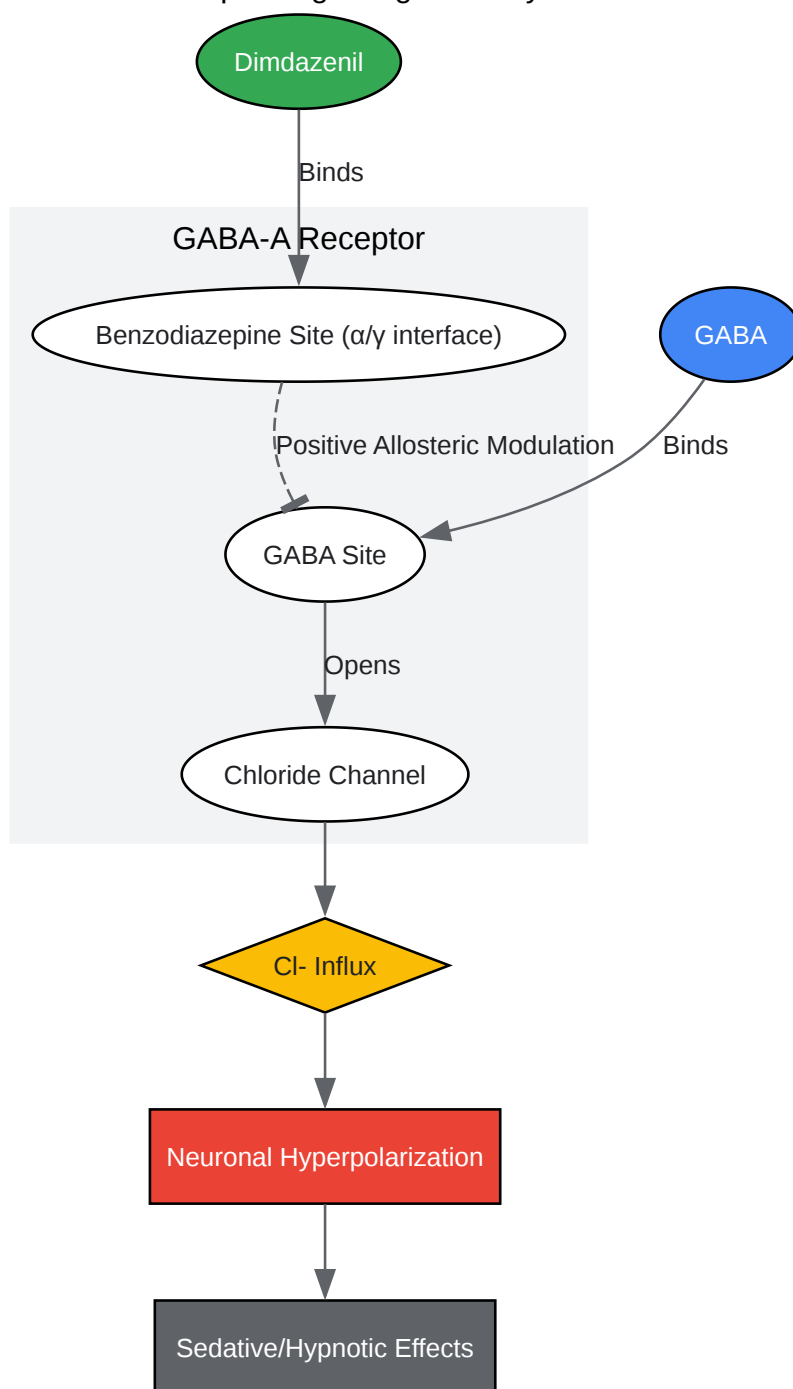 Dimdazenil
Binds
GABA-A Receptor
Benzodiazepine Site (α/γ interface)
GABA
Positive Allosteric Modulation
Binds
GABA Site
Opens
Chloride Channel
Cl- Influx
Neuronal Hyperpolarization
Sedative/Hypnotic Effects